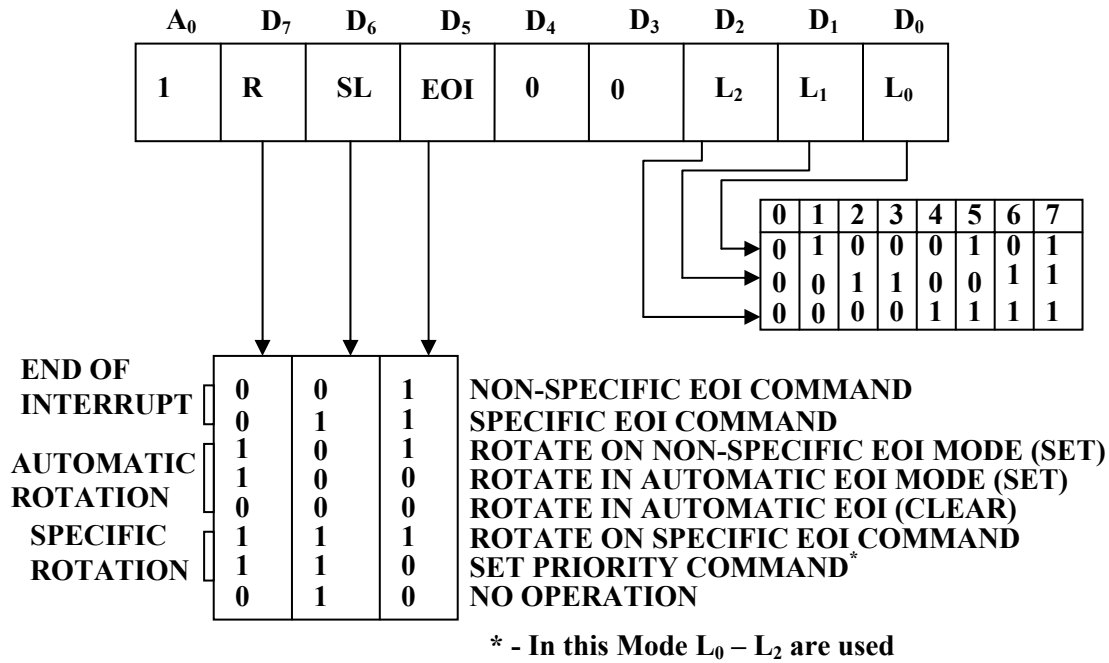 A₀ D₇ D₆ D₅ D₄ D₃ D₂ D₁ D₀
1 R SL EOI 0 0 L₂ L₁ L₀
0 1 2 3 4 5 6 7
0 1 0 0 0 1 0 1
0 0 1 1 0 0 1 1
0 0 0 0 1 1 1 1
END OF
INTERRUPT
0 0 1 NON-SPECIFIC EOI COMMAND
0 1 1 SPECIFIC EOI COMMAND
AUTOMATIC
ROTATION
1 0 1 ROTATE ON NON-SPECIFIC EOI MODE (SET)
1 0 0 ROTATE IN AUTOMATIC EOI MODE (SET)
0 0 0 ROTATE IN AUTOMATIC EOI (CLEAR)
SPECIFIC
ROTATION
1 1 1 ROTATE ON SPECIFIC EOI COMMAND
1 1 0 SET PRIORITY COMMAND*
0 1 0 NO OPERATION
* - In this Mode L₀ – L₂ are used